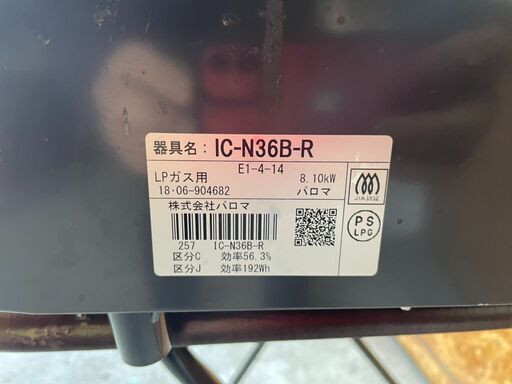 器具名：IC-N36B-R
E1-4-14
LPガス用 8.10kW
18・06-904682 パロマ
株式会社パロマ
257 IC-N36B-R
区分C 効率56.3%
区分J 効率192Wh
JIA認証
PS
LPG